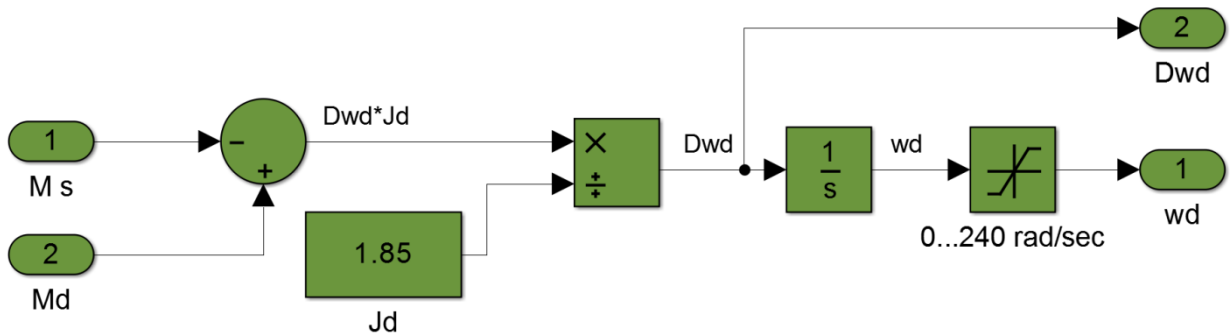 2
Dwd
Dwd*Jd
1
M s
−
+
×
÷
Dwd
1
s
wd
0...240 rad/sec
1
wd
2
Md
1.85
Jd